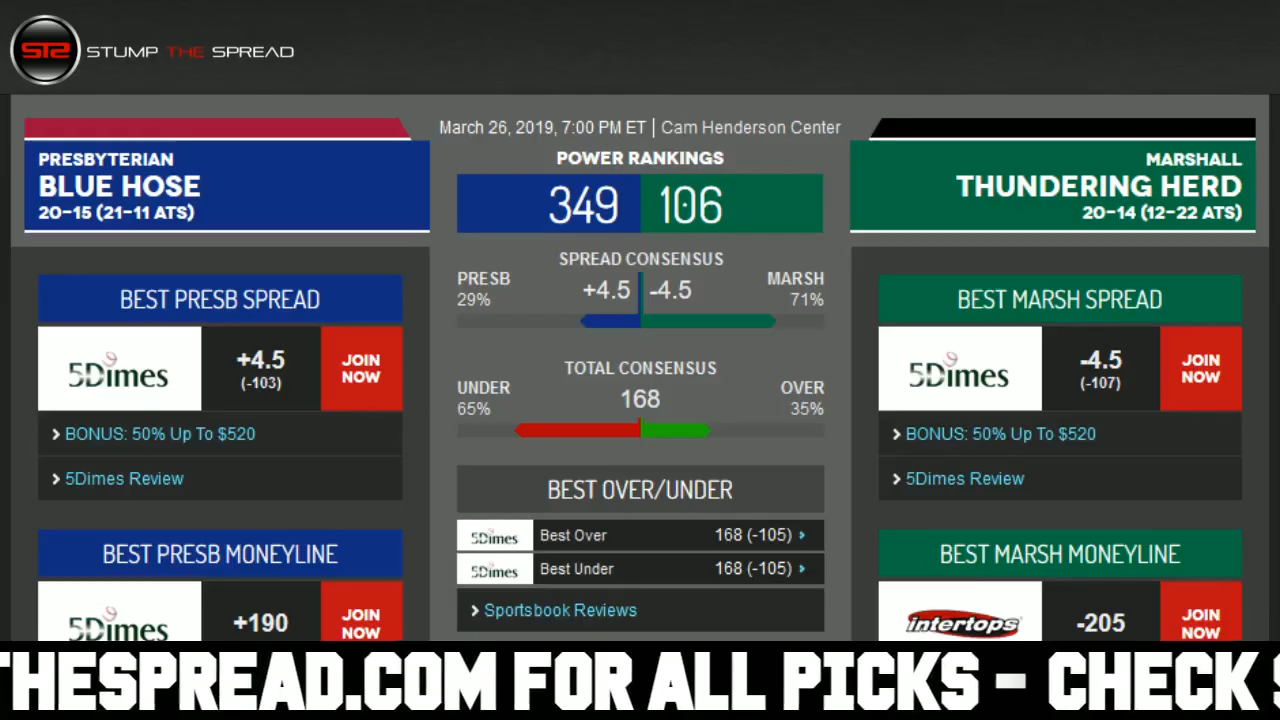 STS STUMP THE SPREAD
March 26, 2019, 7:00 PM ET | Cam Henderson Center
PRESBYTERIAN
BLUE HOSE
20-15 (21-11 ATS)
POWER RANKINGS
349 106
MARSHALL
THUNDERING HERD
20-14 (12-22 ATS)
BEST PRESB SPREAD
5Dimes +4.5 (-103) JOIN NOW
BONUS: 50% Up To $520
5Dimes Review
BEST PRESB MONEYLINE
5Dimes +190 JOIN NOW
SPREAD CONSENSUS
PRESB +4.5 -4.5 MARSH
29% 71%
TOTAL CONSENSUS
UNDER 168 OVER
65% 35%
BEST OVER/UNDER
5Dimes Best Over 168 (-105)
5Dimes Best Under 168 (-105)
Sportsbook Reviews
BEST MARSH SPREAD
5Dimes -4.5 (-107) JOIN NOW
BONUS: 50% Up To $520
5Dimes Review
BEST MARSH MONEYLINE
intertops -205 JOIN NOW
THESPREAD.COM FOR ALL PICKS - CHECK